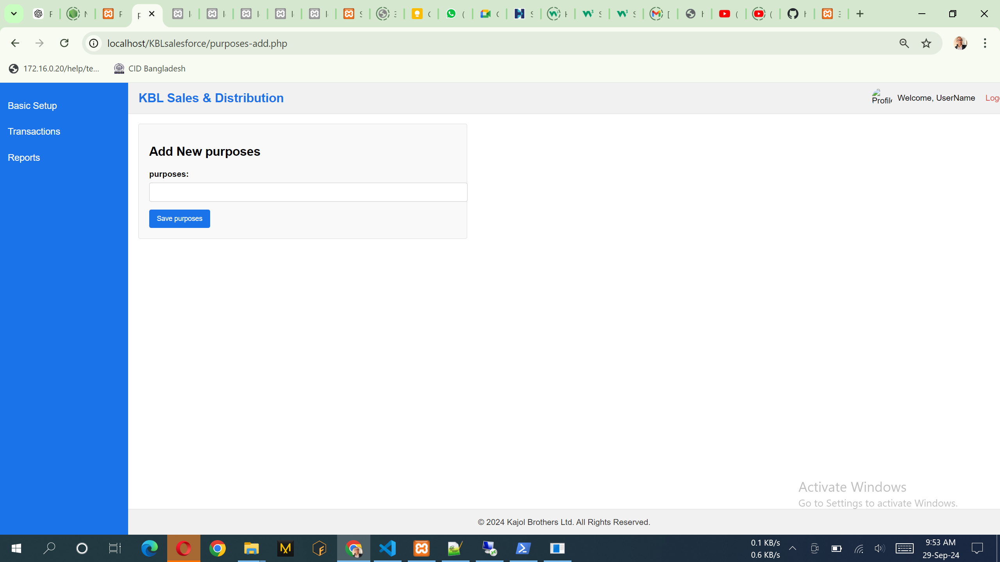 localhost/KBLsalesforce/purposes-add.php
172.16.0.20/help/te...
CID Bangladesh
KBL Sales & Distribution
Profile
Welcome, UserName
Basic Setup
Transactions
Reports
Add New purposes
purposes:
Save purposes
Activate Windows
Go to Settings to activate Windows.
© 2024 Kajol Brothers Ltd. All Rights Reserved.
0.1 KB/s
0.6 KB/s
9:53 AM
29-Sep-24